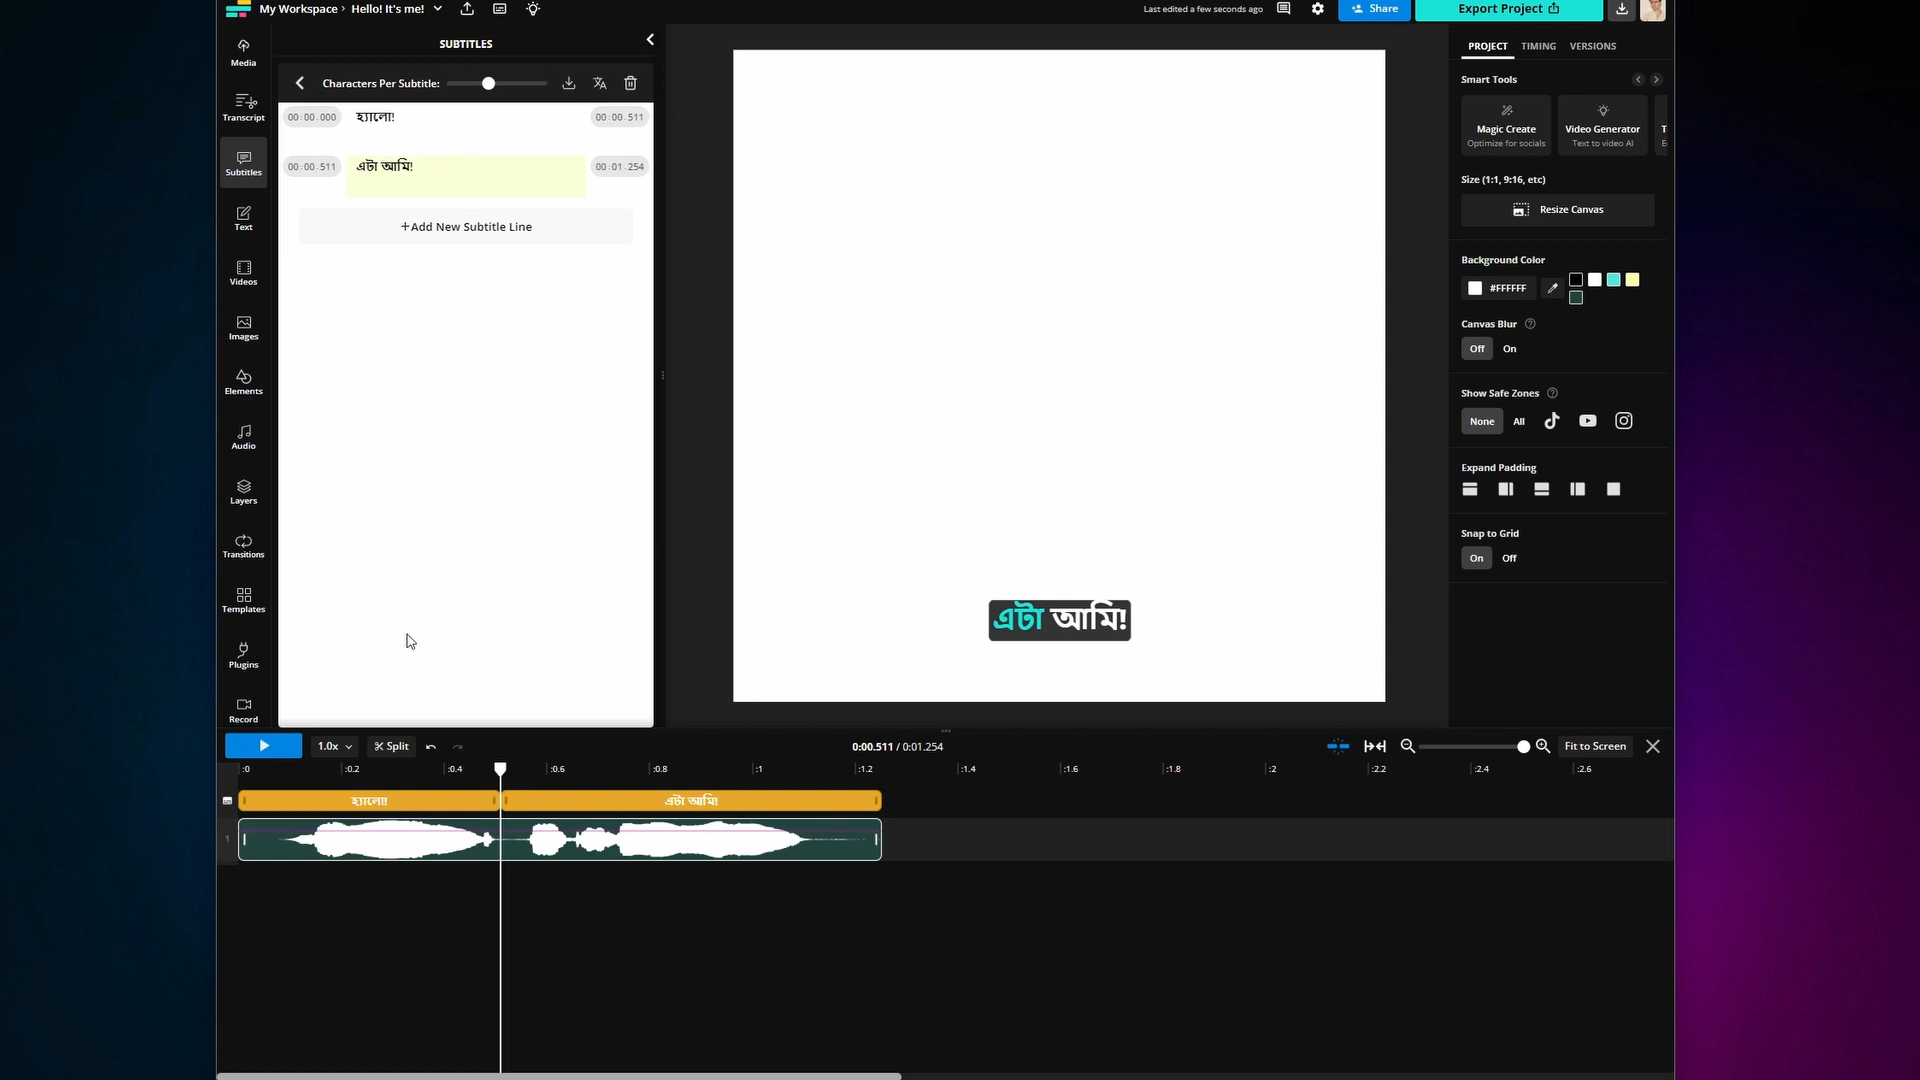 My Workspace › Hello! It's me!
Last edited a few seconds ago
Share
Export Project
Media
Transcript
Subtitles
Text
Videos
Images
Elements
Audio
Layers
Transitions
Templates
Plugins
Record
SUBTITLES
Characters Per Subtitle:
00:00.000 হ্যালো! 00:00.511
00:00.511 এটা আমি! 00:01.254
+Add New Subtitle Line
এটা আমি!
PROJECT TIMING VERSIONS
Smart Tools
Magic Create
Optimize for socials
Video Generator
Text to video AI
Size (1:1, 9:16, etc)
Resize Canvas
Background Color
#FFFFFF
Canvas Blur
Off On
Show Safe Zones
None All
Expand Padding
Snap to Grid
On Off
1.0x Split 0:00.511 / 0:01.254 Fit to Screen
:0 :0.2 :0.4 :0.6 :0.8 :1 :1.2 :1.4 :1.6 :1.8 :2 :2.2 :2.4 :2.6
হ্যালো! এটা আমি!
1